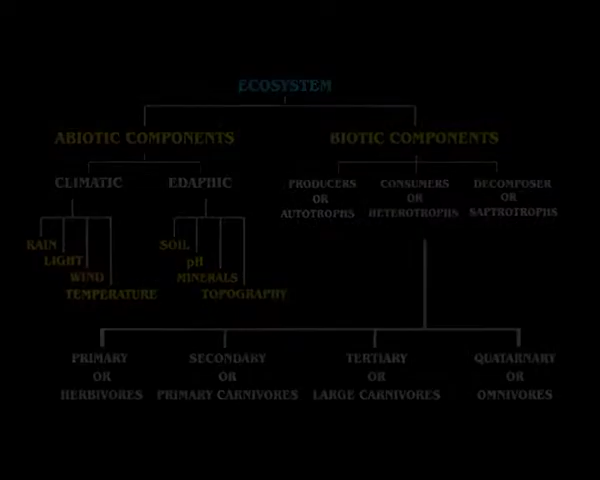 ECOSYSTEM
ABIOTIC COMPONENTS
BIOTIC COMPONENTS
CLIMATIC
EDAPHIC
PRODUCERS
OR
AUTOTROPHS
CONSUMERS
OR
HETEROTROPHS
DECOMPOSER
OR
SAPTROTROPHS
RAIN
LIGHT
WIND
TEMPERATURE
SOIL
pH
MINERALS
TOPOGRAPHY
PRIMARY
OR
HERBIVORES
SECONDARY
OR
PRIMARY CARNIVORES
TERTIARY
OR
LARGE CARNIVORES
QUATARNARY
OR
OMNIVORES